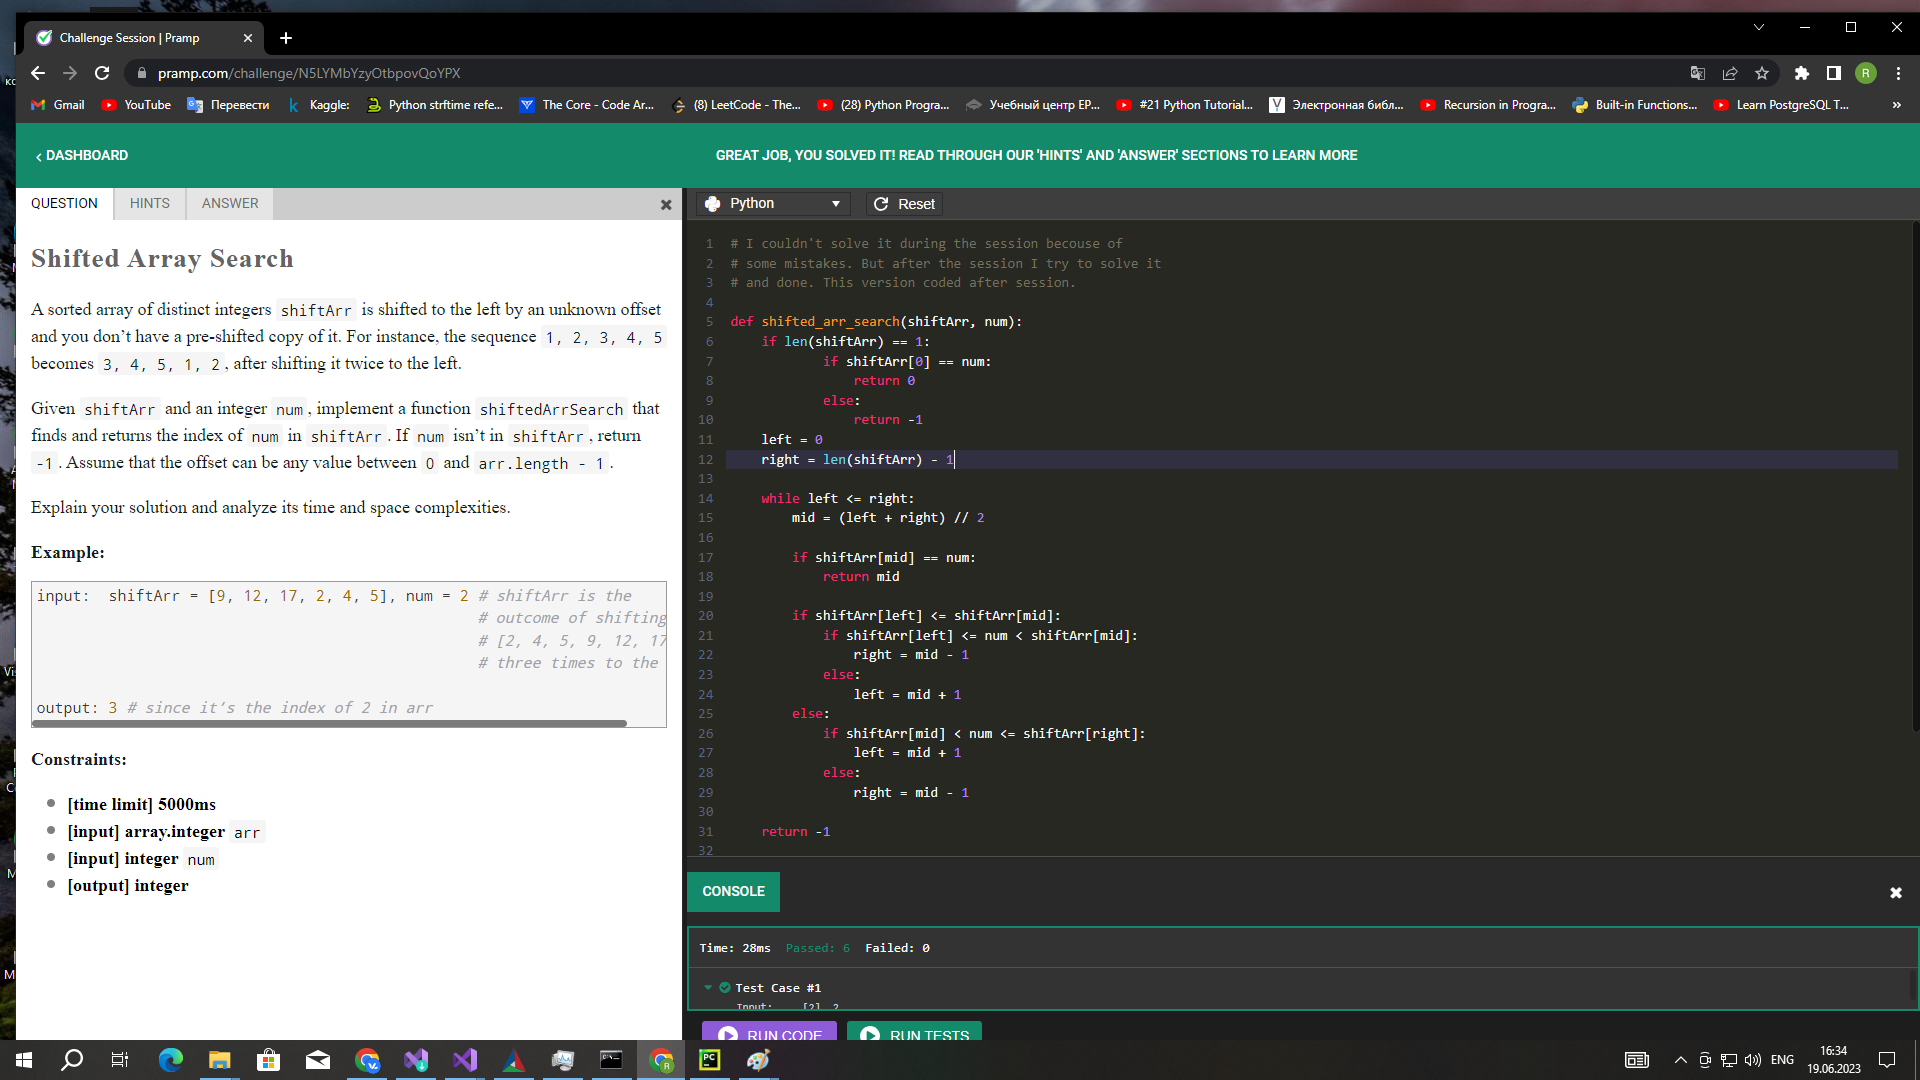 Challenge Session | Pramp
pramp.com/challenge/N5LYMbYzyOtbpovQoYPX
R
Gmail
YouTube
Перевести
Kaggle:
Python strftime refe...
The Core - Code Ar...
(8) LeetCode - The...
(28) Python Progra...
Учебный центр EP...
#21 Python Tutorial...
Электронная библ...
Recursion in Progra...
Built-in Functions...
Learn PostgreSQL T...
»
DASHBOARD
GREAT JOB, YOU SOLVED IT! READ THROUGH OUR 'HINTS' AND 'ANSWER' SECTIONS TO LEARN MORE
QUESTION
HINTS
ANSWER
Shifted Array Search
A sorted array of distinct integers shiftArr is shifted to the left by an unknown offset
and you don’t have a pre-shifted copy of it. For instance, the sequence 1, 2, 3, 4, 5
becomes 3, 4, 5, 1, 2 , after shifting it twice to the left.
Given shiftArr and an integer num , implement a function shiftedArrSearch that
finds and returns the index of num in shiftArr . If num isn’t in shiftArr , return
-1 . Assume that the offset can be any value between 0 and arr.length - 1 .
Explain your solution and analyze its time and space complexities.
Example:
input:  shiftArr = [9, 12, 17, 2, 4, 5], num = 2 # shiftArr is the
# outcome of shifting
# [2, 4, 5, 9, 12, 17
# three times to the
output: 3 # since it’s the index of 2 in arr
Constraints:
[time limit] 5000ms
[input] array.integer arr
[input] integer num
[output] integer
Python
Reset
1 # I couldn't solve it during the session becouse of
2 # some mistakes. But after the session I try to solve it
3 # and done. This version coded after session.
4
5 def shifted_arr_search(shiftArr, num):
6     if len(shiftArr) == 1:
7             if shiftArr[0] == num:
8                 return 0
9             else:
10                 return -1
11     left = 0
12     right = len(shiftArr) - 1
13
14     while left <= right:
15         mid = (left + right) // 2
16
17         if shiftArr[mid] == num:
18             return mid
19
20         if shiftArr[left] <= shiftArr[mid]:
21             if shiftArr[left] <= num < shiftArr[mid]:
22                 right = mid - 1
23             else:
24                 left = mid + 1
25         else:
26             if shiftArr[mid] < num <= shiftArr[right]:
27                 left = mid + 1
28             else:
29                 right = mid - 1
30
31     return -1
32
CONSOLE
Time: 28ms  Passed: 6  Failed: 0
Test Case #1
Input: [2], 2
RUN CODE
RUN TESTS
ENG
16:34
19.06.2023